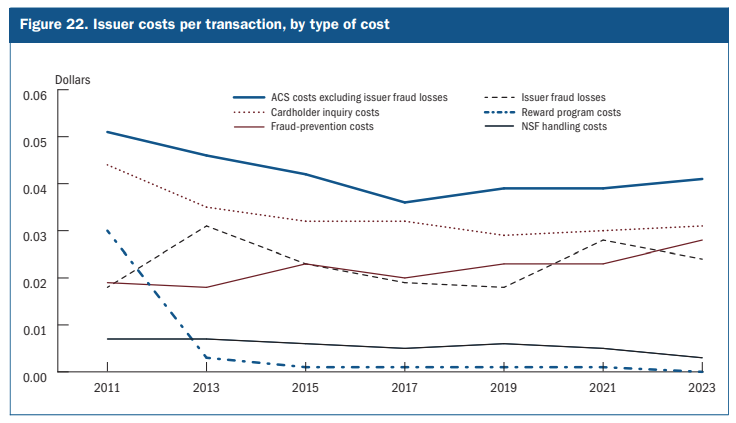 Figure 22. Issuer costs per transaction, by type of cost
Dollars
0.06
0.05
0.04
0.03
0.02
0.01
0.00
ACS costs excluding issuer fraud losses
Cardholder inquiry costs
Fraud-prevention costs
Issuer fraud losses
Reward program costs
NSF handling costs
2011 2013 2015 2017 2019 2021 2023